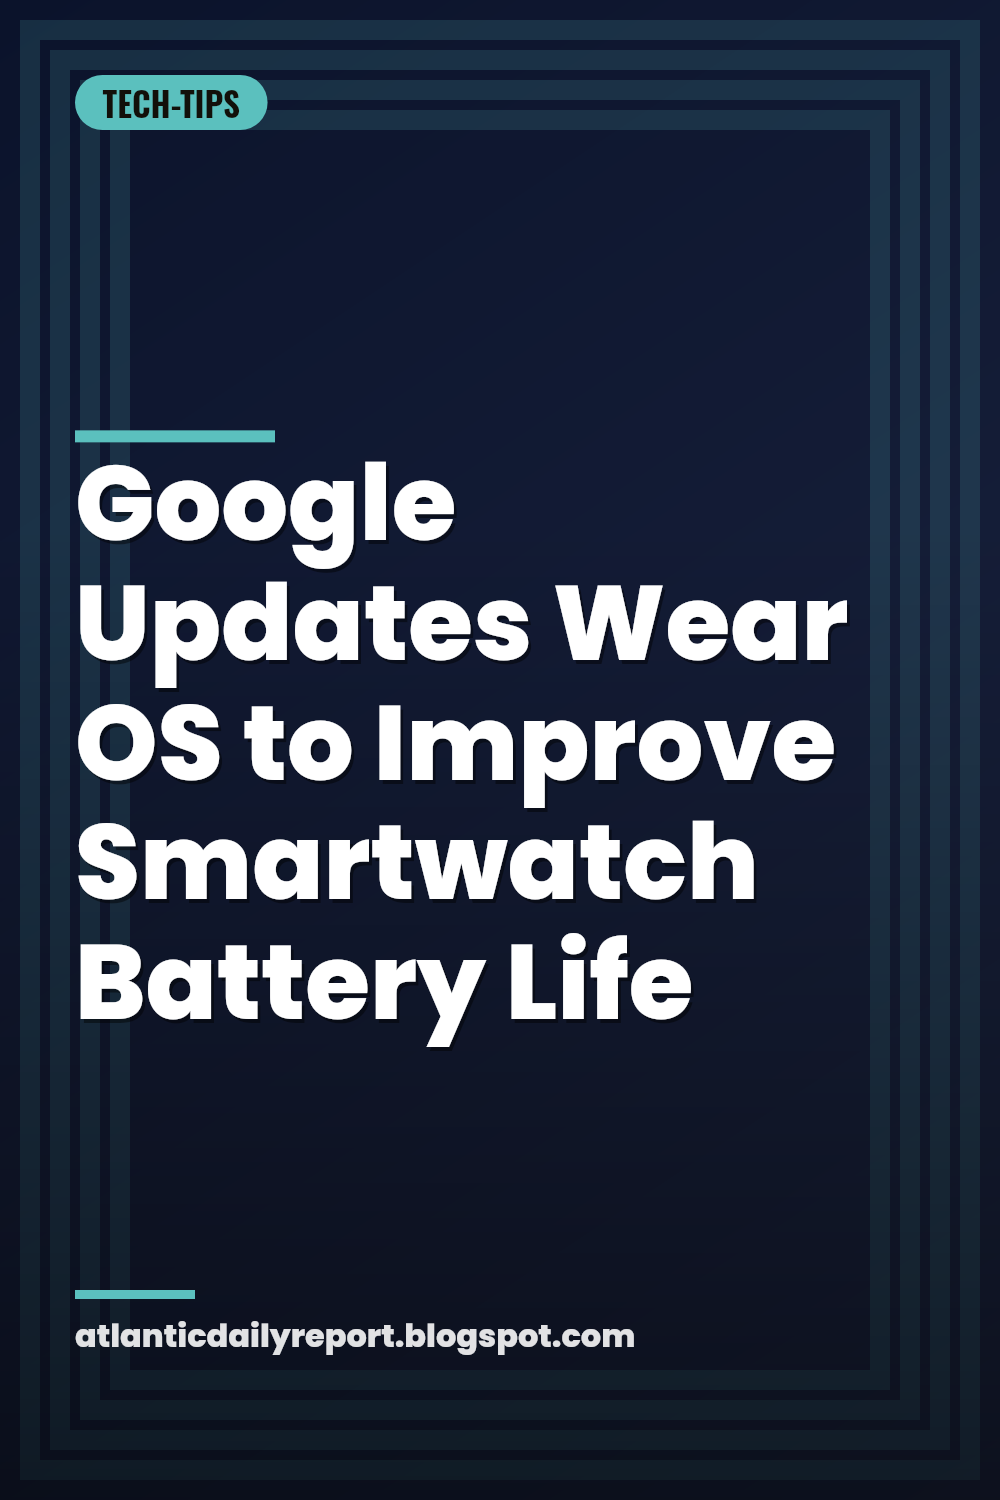 TECH-TIPS
Google
Updates Wear
OS to Improve
Smartwatch
Battery Life
atlanticdailyreport.blogspot.com